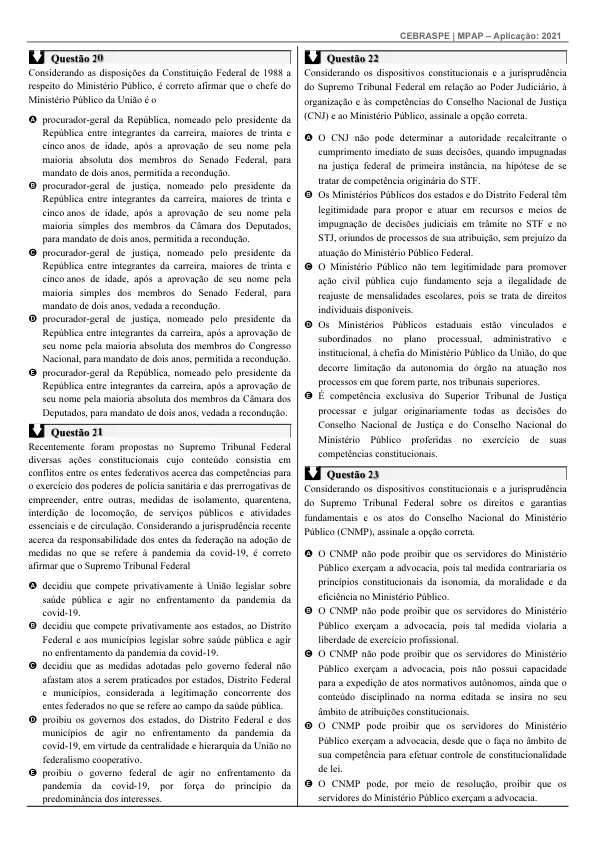 CEBRASPE | MPAP – Aplicação: 2021
Questão 20
Considerando as disposições da Constituição Federal de 1988 a
respeito do Ministério Público, é correto afirmar que o chefe do
Ministério Público da União é o
A procurador-geral da República, nomeado pelo presidente da
República entre integrantes da carreira, maiores de trinta e
cinco anos de idade, após a aprovação de seu nome pela
maioria absoluta dos membros do Senado Federal, para
mandato de dois anos, permitida a recondução.
B procurador-geral de justiça, nomeado pelo presidente da
República entre integrantes da carreira, maiores de trinta e
cinco anos de idade, após a aprovação de seu nome pela
maioria simples dos membros da Câmara dos Deputados,
para mandato de dois anos, permitida a recondução.
C procurador-geral de justiça, nomeado pelo presidente da
República entre integrantes da carreira, maiores de trinta e
cinco anos de idade, após a aprovação de seu nome pela
maioria simples dos membros do Senado Federal, para
mandato de dois anos, vedada a recondução.
D procurador-geral de justiça, nomeado pelo presidente da
República entre integrantes da carreira, após a aprovação de
seu nome pela maioria absoluta dos membros do Congresso
Nacional, para mandato de dois anos, permitida a recondução.
E procurador-geral da República, nomeado pelo presidente da
República entre integrantes da carreira, após a aprovação de
seu nome pela maioria absoluta dos membros da Câmara dos
Deputados, para mandato de dois anos, vedada a recondução.
Questão 21
Recentemente foram propostas no Supremo Tribunal Federal
diversas ações constitucionais cujo conteúdo consistia em
conflitos entre os entes federativos acerca das competências para
o exercício dos poderes de polícia sanitária e das prerrogativas de
empreender, entre outras, medidas de isolamento, quarentena,
interdição de locomoção, de serviços públicos e atividades
essenciais e de circulação. Considerando a jurisprudência recente
acerca da responsabilidade dos entes da federação na adoção de
medidas no que se refere à pandemia da covid-19, é correto
afirmar que o Supremo Tribunal Federal
A decidiu que compete privativamente à União legislar sobre
saúde pública e agir no enfrentamento da pandemia da
covid-19.
B decidiu que compete privativamente aos estados, ao Distrito
Federal e aos municípios legislar sobre saúde pública e agir
no enfrentamento da pandemia da covid-19.
C decidiu que as medidas adotadas pelo governo federal não
afastam atos a serem praticados por estados, Distrito Federal
e municípios, considerada a legitimação concorrente dos
entes federados no que se refere ao campo da saúde pública.
D proibiu os governos dos estados, do Distrito Federal e dos
municípios de agir no enfrentamento da pandemia da
covid-19, em virtude da centralidade e hierarquia da União no
federalismo cooperativo.
E proibiu o governo federal de agir no enfrentamento da
pandemia da covid-19, por força do princípio da
predominância dos interesses.
Questão 22
Considerando os dispositivos constitucionais e a jurisprudência
do Supremo Tribunal Federal em relação ao Poder Judiciário, à
organização e às competências do Conselho Nacional de Justiça
(CNJ) e ao Ministério Público, assinale a opção correta.
A O CNJ não pode determinar a autoridade recalcitrante o
cumprimento imediato de suas decisões, quando impugnadas
na justiça federal de primeira instância, na hipótese de se
tratar de competência originária do STF.
B Os Ministérios Públicos dos estados e do Distrito Federal têm
legitimidade para propor e atuar em recursos e meios de
impugnação de decisões judiciais em trâmite no STF e no
STJ, oriundos de processos de sua atribuição, sem prejuízo da
atuação do Ministério Público Federal.
C O Ministério Público não tem legitimidade para promover
ação civil pública cujo fundamento seja a ilegalidade de
reajuste de mensalidades escolares, pois se trata de direitos
individuais disponíveis.
D Os Ministérios Públicos estaduais estão vinculados e
subordinados no plano processual, administrativo e
institucional, à chefia do Ministério Público da União, do que
decorre limitação da autonomia do órgão na atuação nos
processos em que forem parte, nos tribunais superiores.
E É competência exclusiva do Superior Tribunal de Justiça
processar e julgar originariamente todas as decisões do
Conselho Nacional de Justiça e do Conselho Nacional do
Ministério Público proferidas no exercício de suas
competências constitucionais.
Questão 23
Considerando os dispositivos constitucionais e a jurisprudência
do Supremo Tribunal Federal sobre os direitos e garantias
fundamentais e os atos do Conselho Nacional do Ministério
Público (CNMP), assinale a opção correta.
A O CNMP não pode proibir que os servidores do Ministério
Público exerçam a advocacia, pois tal medida contrariaria os
princípios constitucionais da isonomia, da moralidade e da
eficiência no Ministério Público.
B O CNMP não pode proibir que os servidores do Ministério
Público exerçam a advocacia, pois tal medida violaria a
liberdade de exercício profissional.
C O CNMP não pode proibir que os servidores do Ministério
Público exerçam a advocacia, pois não possui capacidade
para a expedição de atos normativos autônomos, ainda que o
conteúdo disciplinado na norma editada se insira no seu
âmbito de atribuições constitucionais.
D O CNMP pode proibir que os servidores do Ministério
Público exerçam a advocacia, desde que o faça no âmbito de
sua competência para efetuar controle de constitucionalidade
de lei.
E O CNMP pode, por meio de resolução, proibir que os
servidores do Ministério Público exerçam a advocacia.